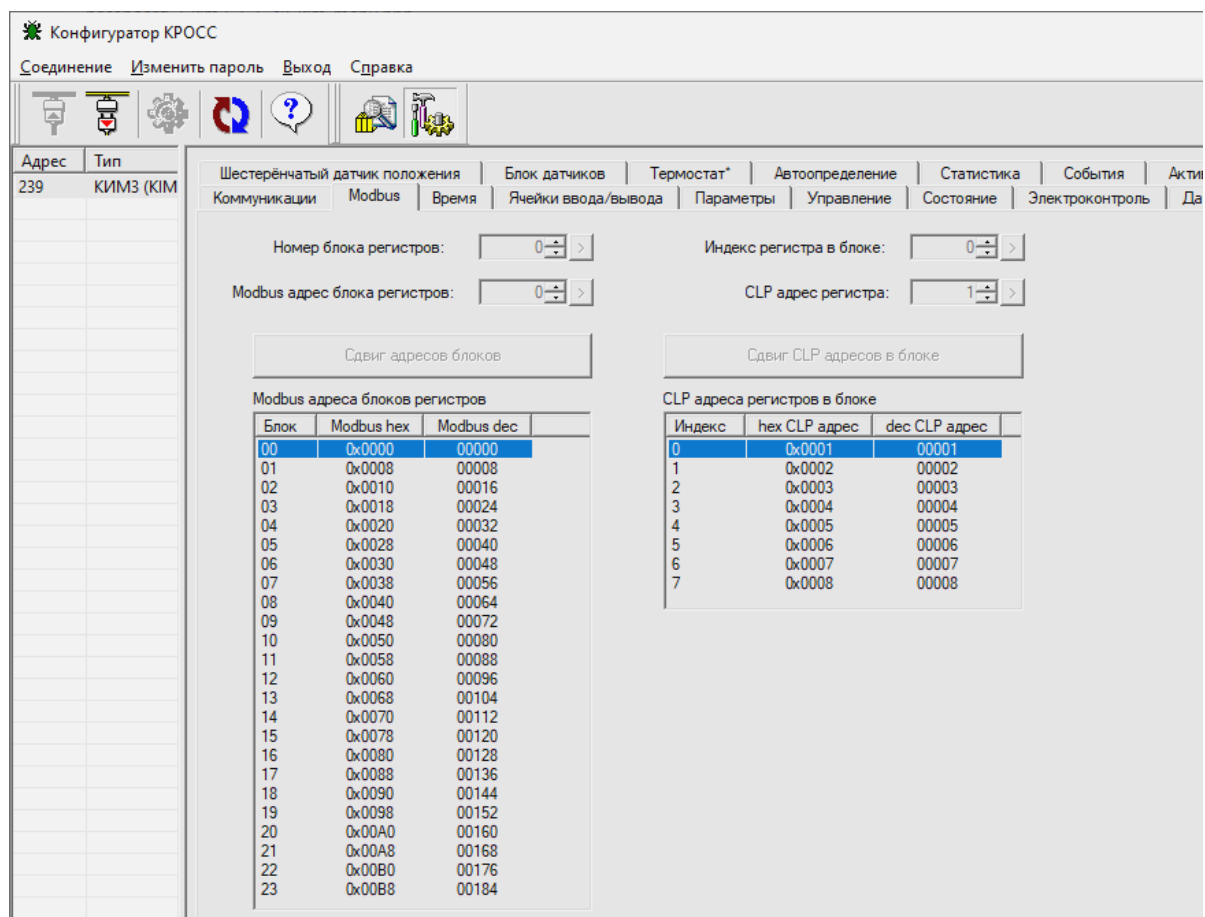 Конфигуратор КРОСС
Соединение Изменить пароль Выход Справка
Адрес Тип
239 КИМ3 (KIM
Шестерёнчатый датчик положения Блок датчиков Термостат* Автоопределение Статистика События
Коммуникации Modbus Время Ячейки ввода/вывода Параметры Управление Состояние Электроконтроль
Номер блока регистров: 0 > Индекс регистра в блоке: 0 >
Modbus адрес блока регистров: 0 > CLP адрес регистра: 1 >
Сдвиг адресов блоков Сдвиг CLP адресов в блоке
Modbus адреса блоков регистров
Блок Modbus hex Modbus dec
00 0x0000 00000
01 0x0008 00008
02 0x0010 00016
03 0x0018 00024
04 0x0020 00032
05 0x0028 00040
06 0x0030 00048
07 0x0038 00056
08 0x0040 00064
09 0x0048 00072
10 0x0050 00080
11 0x0058 00088
12 0x0060 00096
13 0x0068 00104
14 0x0070 00112
15 0x0078 00120
16 0x0080 00128
17 0x0088 00136
18 0x0090 00144
19 0x0098 00152
20 0x00A0 00160
21 0x00A8 00168
22 0x00B0 00176
23 0x00B8 00184
CLP адреса регистров в блоке
Индекс hex CLP адрес dec CLP адрес
0 0x0001 00001
1 0x0002 00002
2 0x0003 00003
3 0x0004 00004
4 0x0005 00005
5 0x0006 00006
6 0x0007 00007
7 0x0008 00008